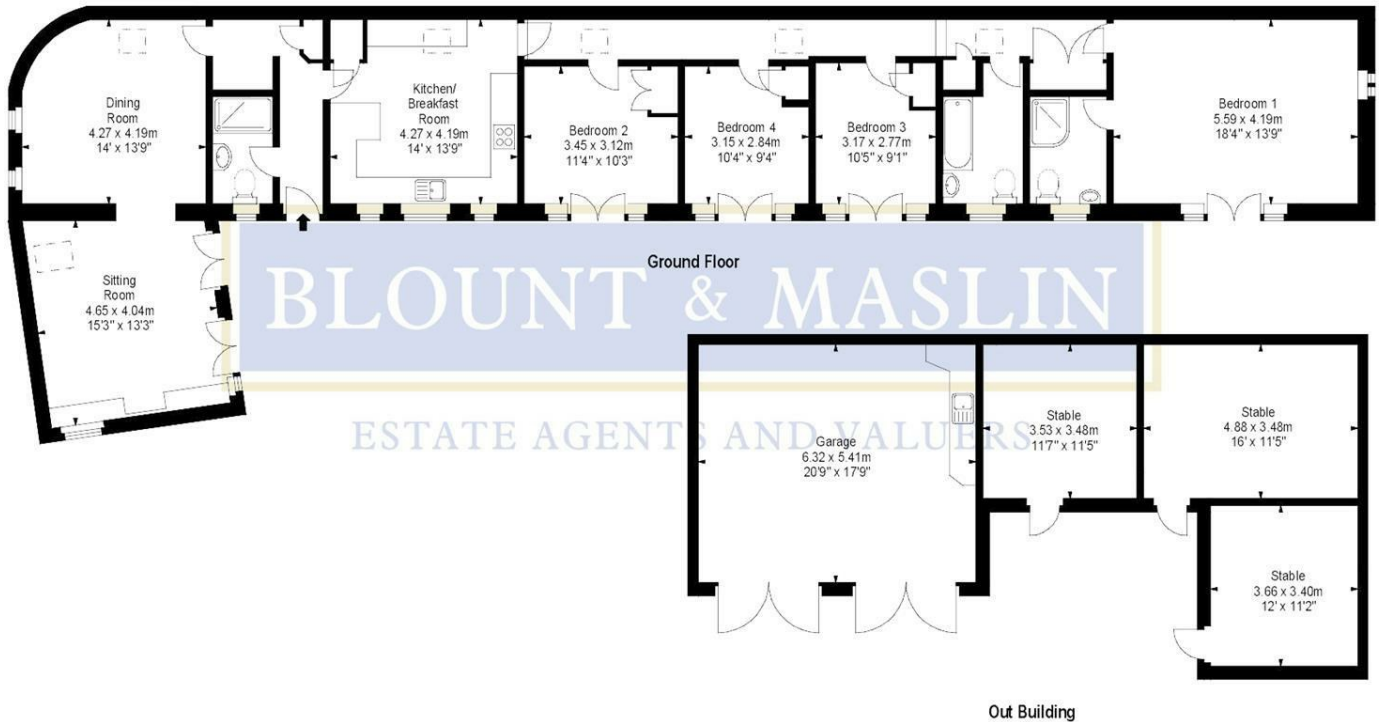 Dining
Room
4.27 x 4.19m
14' x 13'9"
Kitchen/
Breakfast
Room
4.27 x 4.19m
14' x 13'9"
Bedroom 2
3.45 x 3.12m
11'4" x 10'3"
Bedroom 4
3.15 x 2.84m
10'4" x 9'4"
Bedroom 3
3.17 x 2.77m
10'5" x 9'1"
Bedroom 1
5.59 x 4.19m
18'4" x 13'9"
Sitting
Room
4.65 x 4.04m
15'3" x 13'3"
Ground Floor
BLOUNT & MASLIN
ESTATE AGENTS AND VALUERS
Garage
6.32 x 5.41m
20'9" x 17'9"
Stable
3.53 x 3.48m
11'7" x 11'5"
Stable
4.88 x 3.48m
16' x 11'5"
Stable
3.66 x 3.40m
12' x 11'2"
Out Building